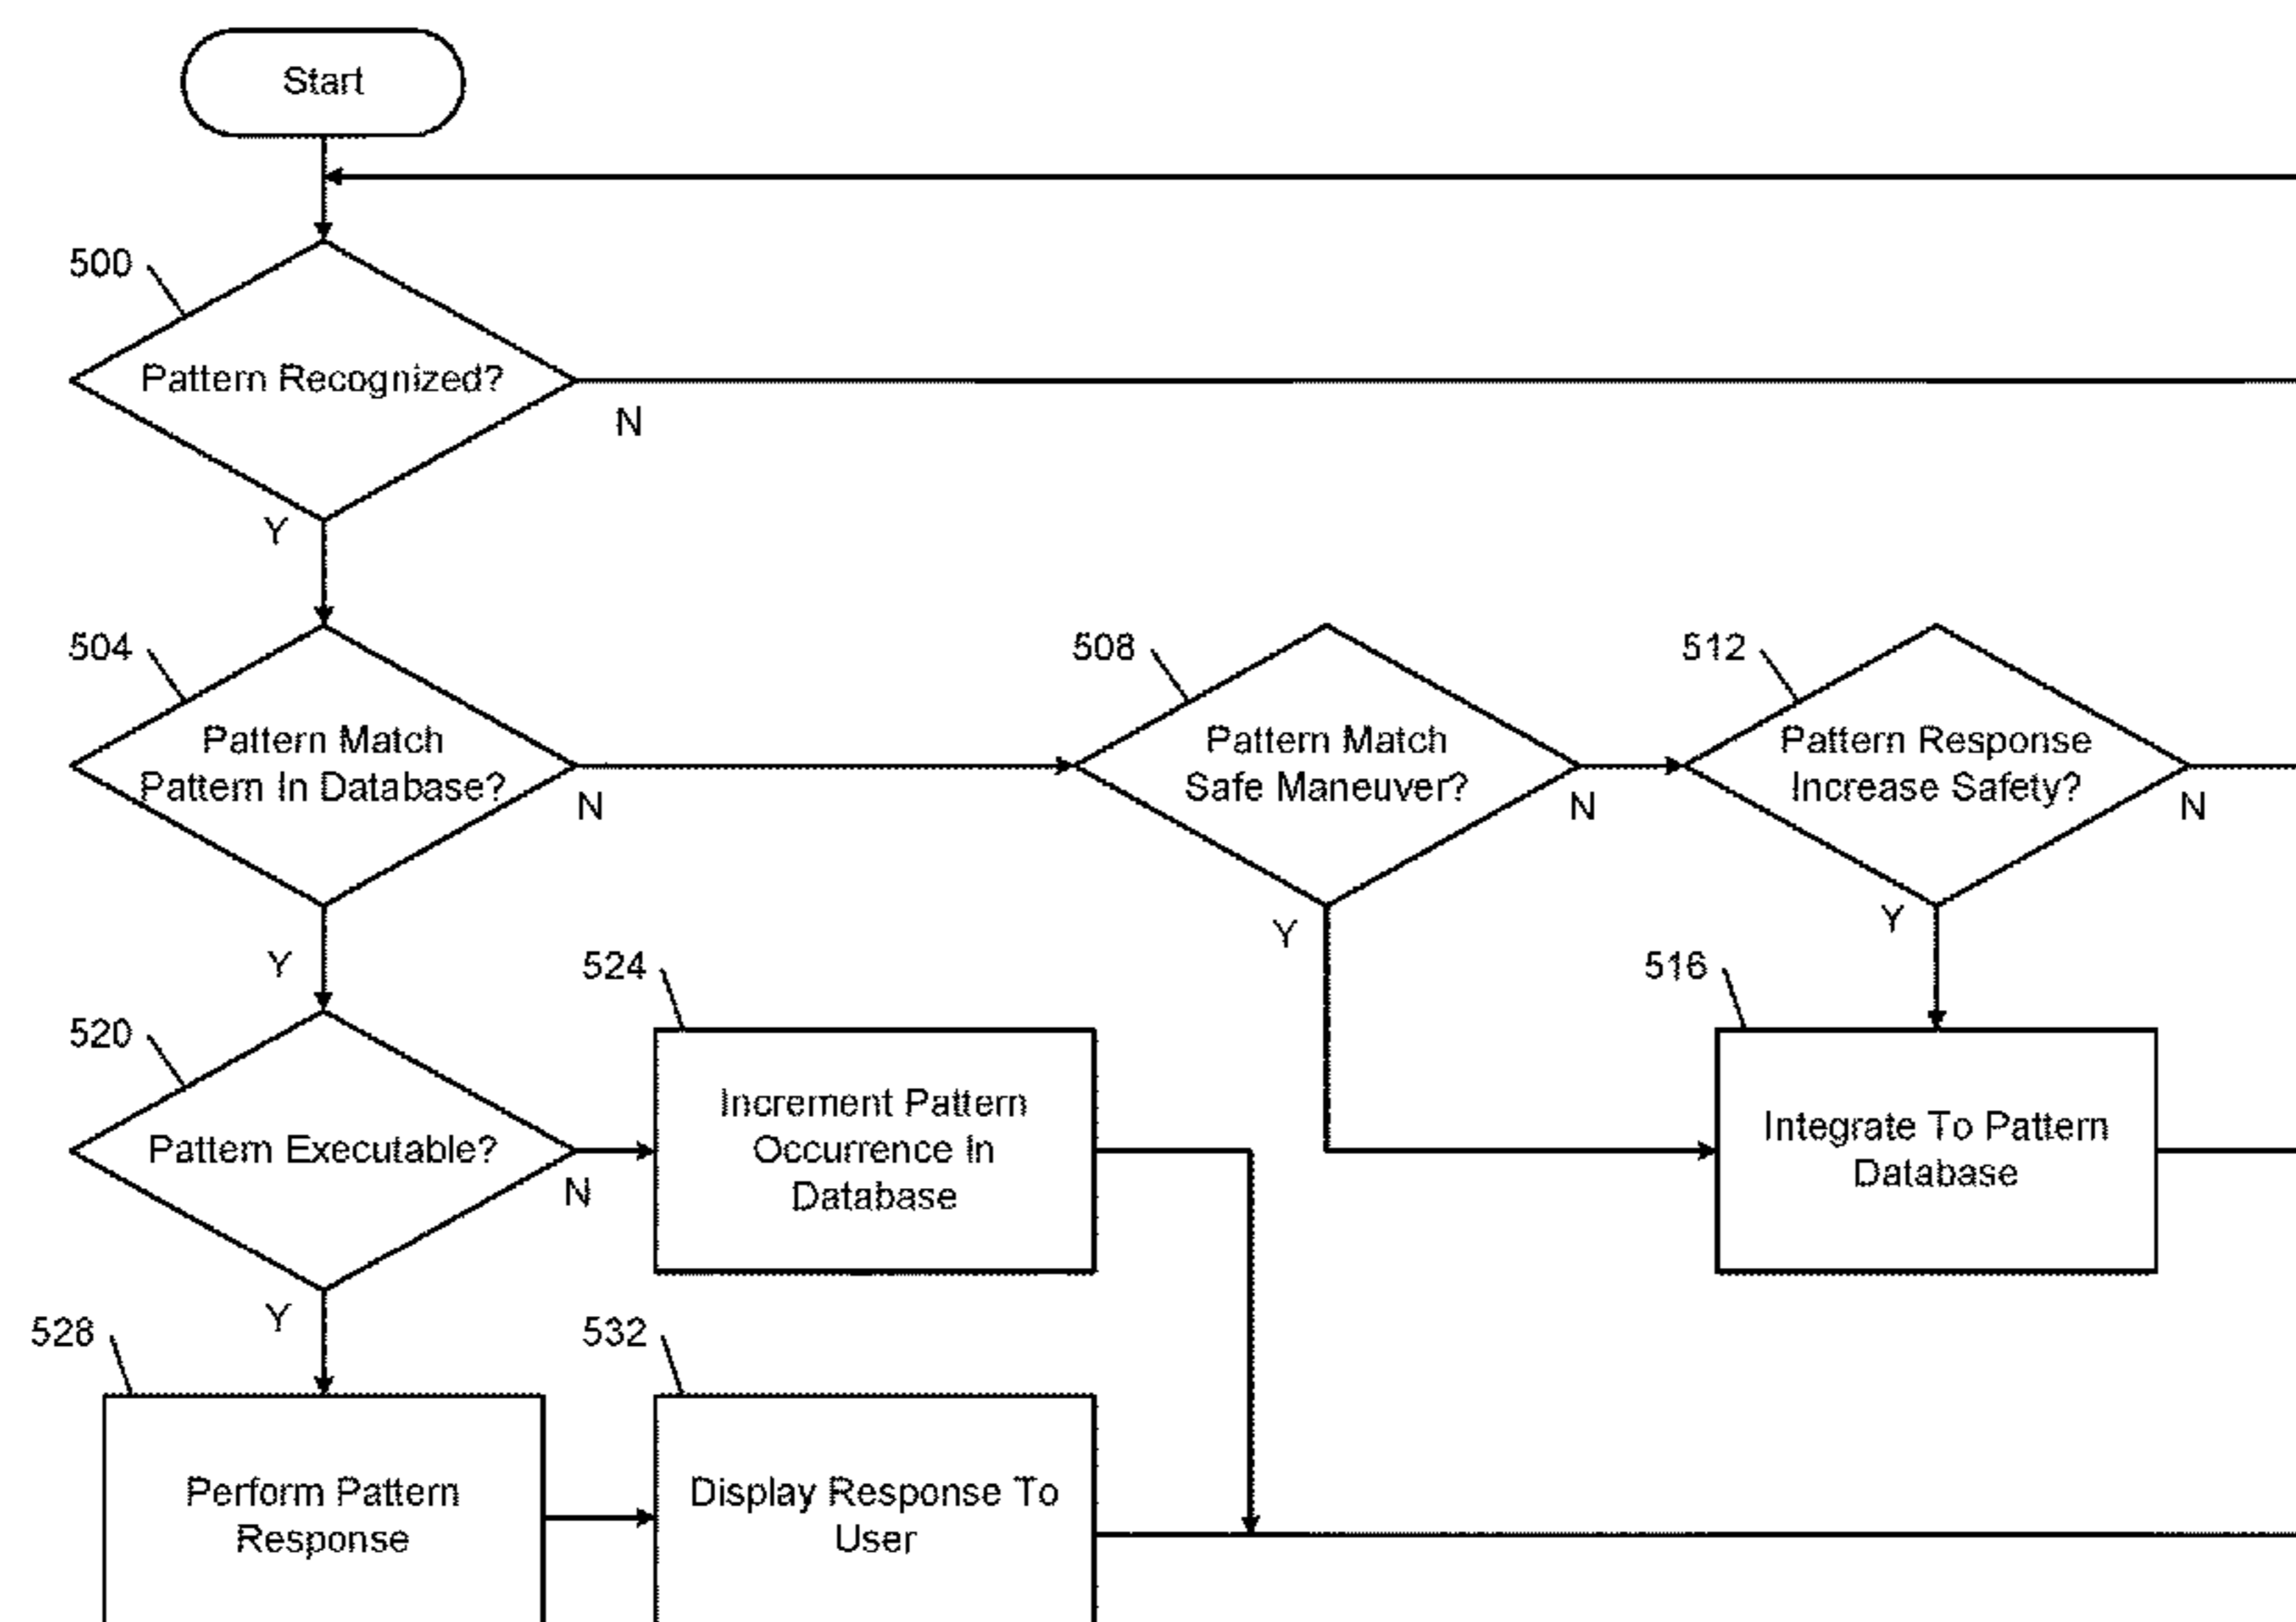 Start
500
Pattern Recognized?
N
Y
504
Pattern Match
Pattern In Database?
N
Y
508
Pattern Match
Safe Maneuver?
N
Y
512
Pattern Response
Increase Safety?
N
Y
516
Integrate To Pattern
Database
520
Pattern Executable?
N
Y
524
Increment Pattern
Occurrence In
Database
528
Perform Pattern
Response
532
Display Response To
User